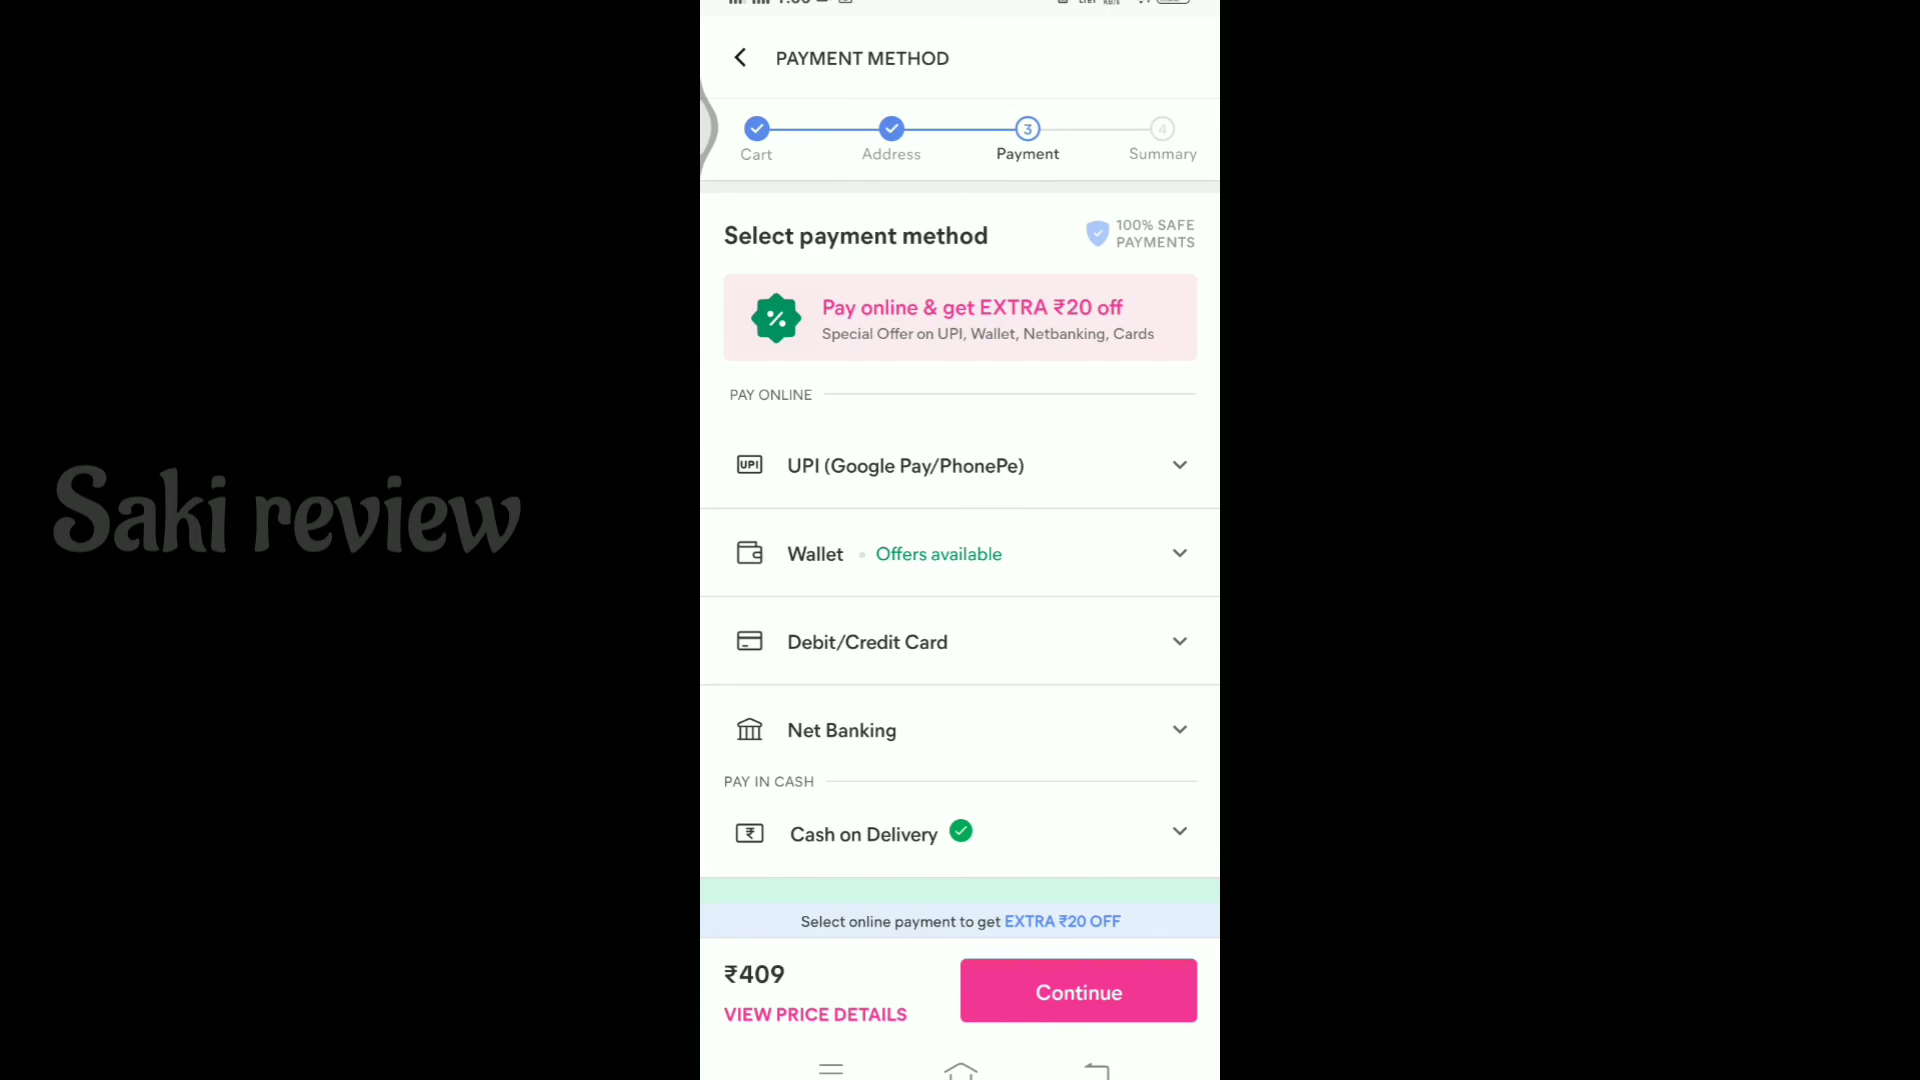 PAYMENT METHOD
3
4
Cart
Address
Payment
Summary
Select payment method
100% SAFE
PAYMENTS
Pay online & get EXTRA ₹20 off
Special Offer on UPI, Wallet, Netbanking, Cards
PAY ONLINE
UPI
UPI (Google Pay/PhonePe)
Saki review
Wallet • Offers available
Debit/Credit Card
Net Banking
PAY IN CASH
Cash on Delivery
Select online payment to get EXTRA ₹20 OFF
₹409
Continue
VIEW PRICE DETAILS